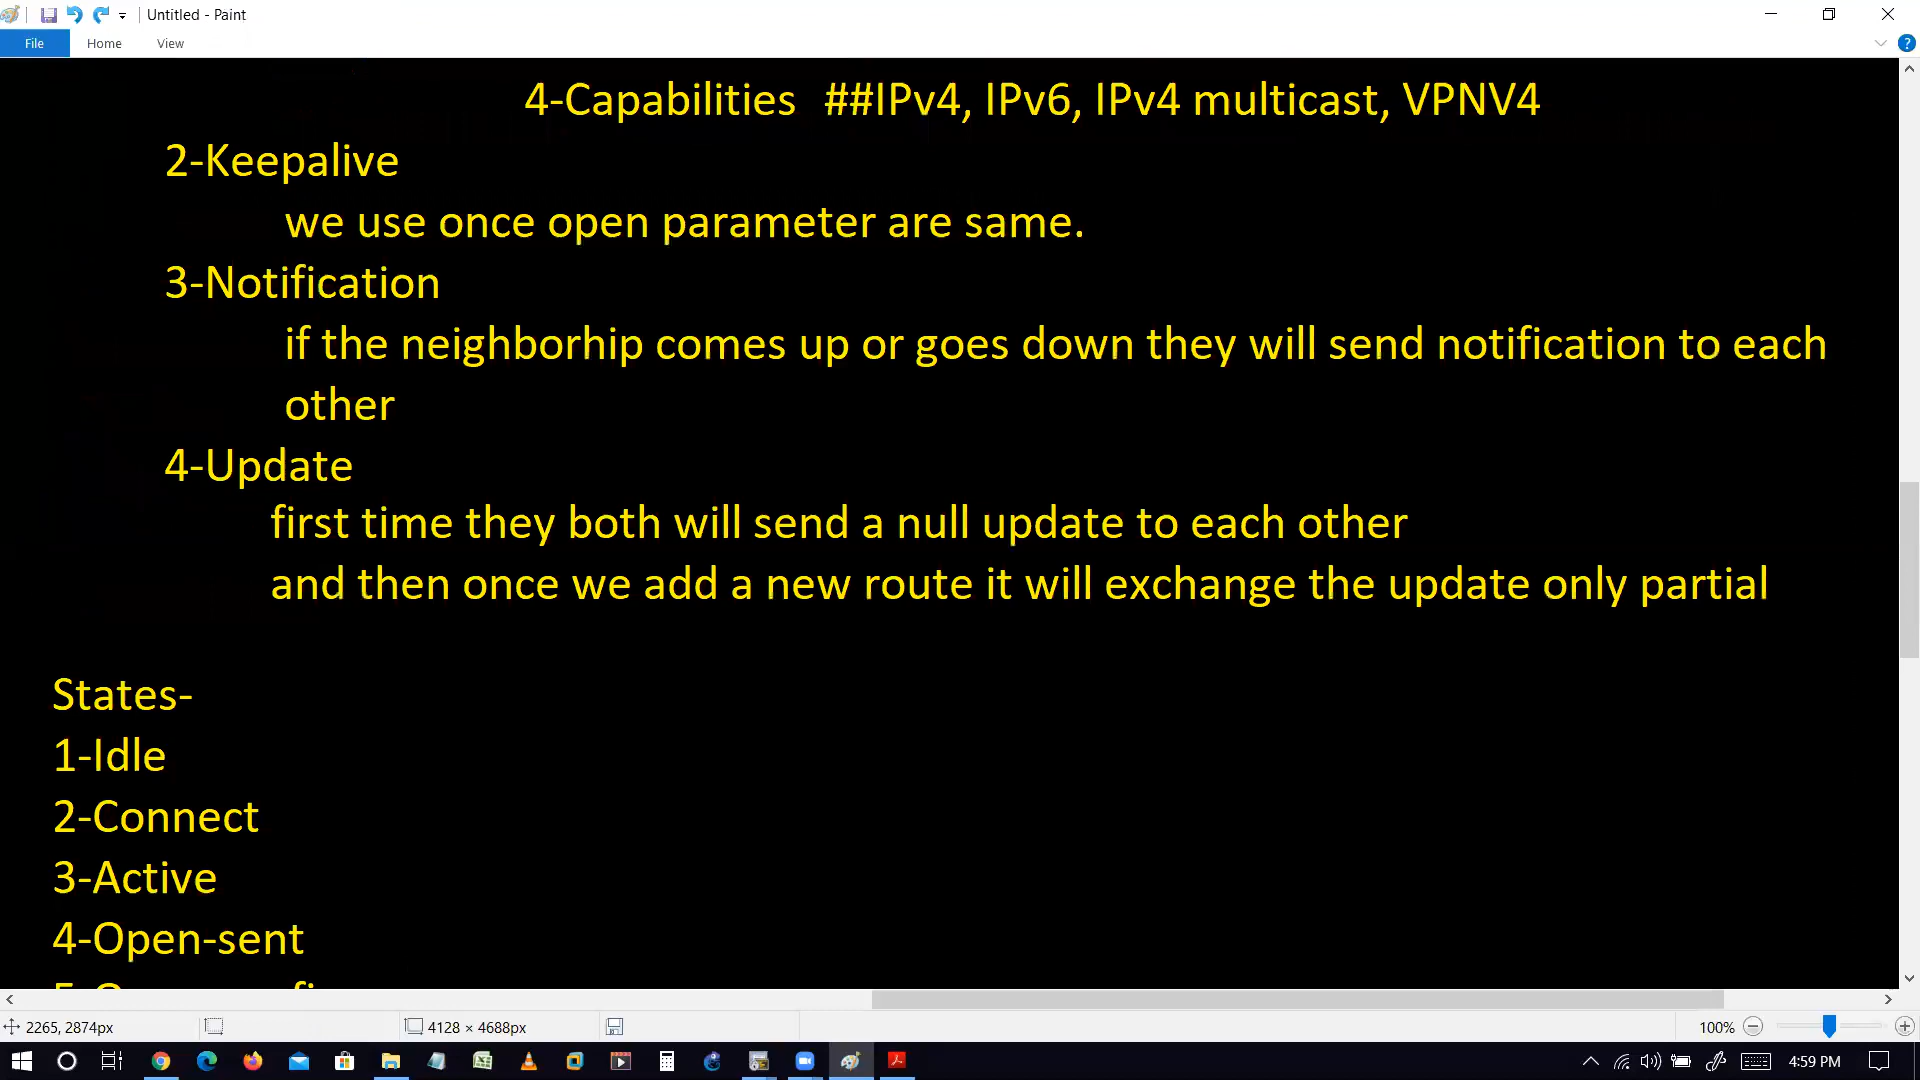 Untitled - Paint
File Home View
4-Capabilities ##IPv4, IPv6, IPv4 multicast, VPNV4
2-Keepalive
we use once open parameter are same.
3-Notification
if the neighborhip comes up or goes down they will send notification to each
other
4-Update
first time they both will send a null update to each other
and then once we add a new route it will exchange the update only partial
States-
1-Idle
2-Connect
3-Active
4-Open-sent
2265, 2874px 4128 × 4688px 100%
4:59 PM